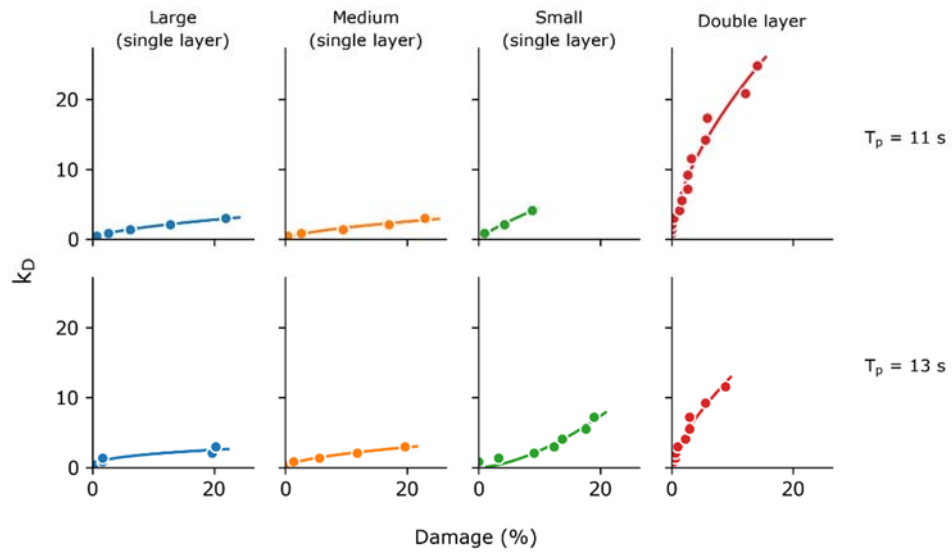 Large
(single layer)
Medium
(single layer)
Small
(single layer)
Double layer
20
10
0
T_p = 11 s
k_D
20
10
0
T_p = 13 s
0 20 0 20 0 20 0 20
Damage (%)